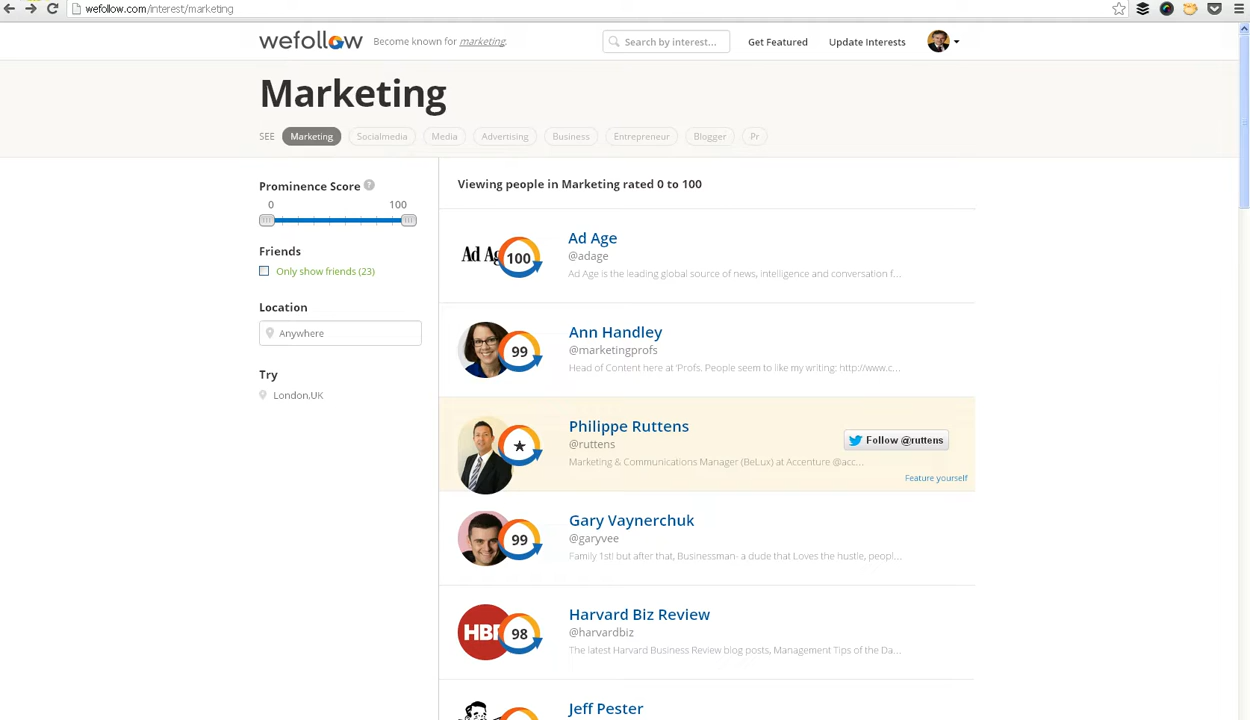 wefollow.com/interest/marketing
wefollow Become known for marketing. Search by interest... Get Featured Update Interests
Marketing
SEE Marketing Socialmedia Media Advertising Business Entrepreneur Blogger Pr
Prominence Score ?
0 100
Friends
Only show friends (23)
Location
Anywhere
Try
London,UK
Viewing people in Marketing rated 0 to 100
Ad Ag 100
Ad Age
@adage
Ad Age is the leading global source of news, intelligence and conversation f...
99
Ann Handley
@marketingprofs
Head of Content here at 'Profs. People seem to like my writing: http://www.c...
Philippe Ruttens
@ruttens
Marketing & Communications Manager (BeLux) at Accenture @acc...
Follow @ruttens
Feature yourself
99
Gary Vaynerchuk
@garyvee
Family 1st! but after that, Businessman- a dude that Loves the hustle, peopl...
HBR 98
Harvard Biz Review
@harvardbiz
The latest Harvard Business Review blog posts, Management Tips of the Da...
Jeff Pester